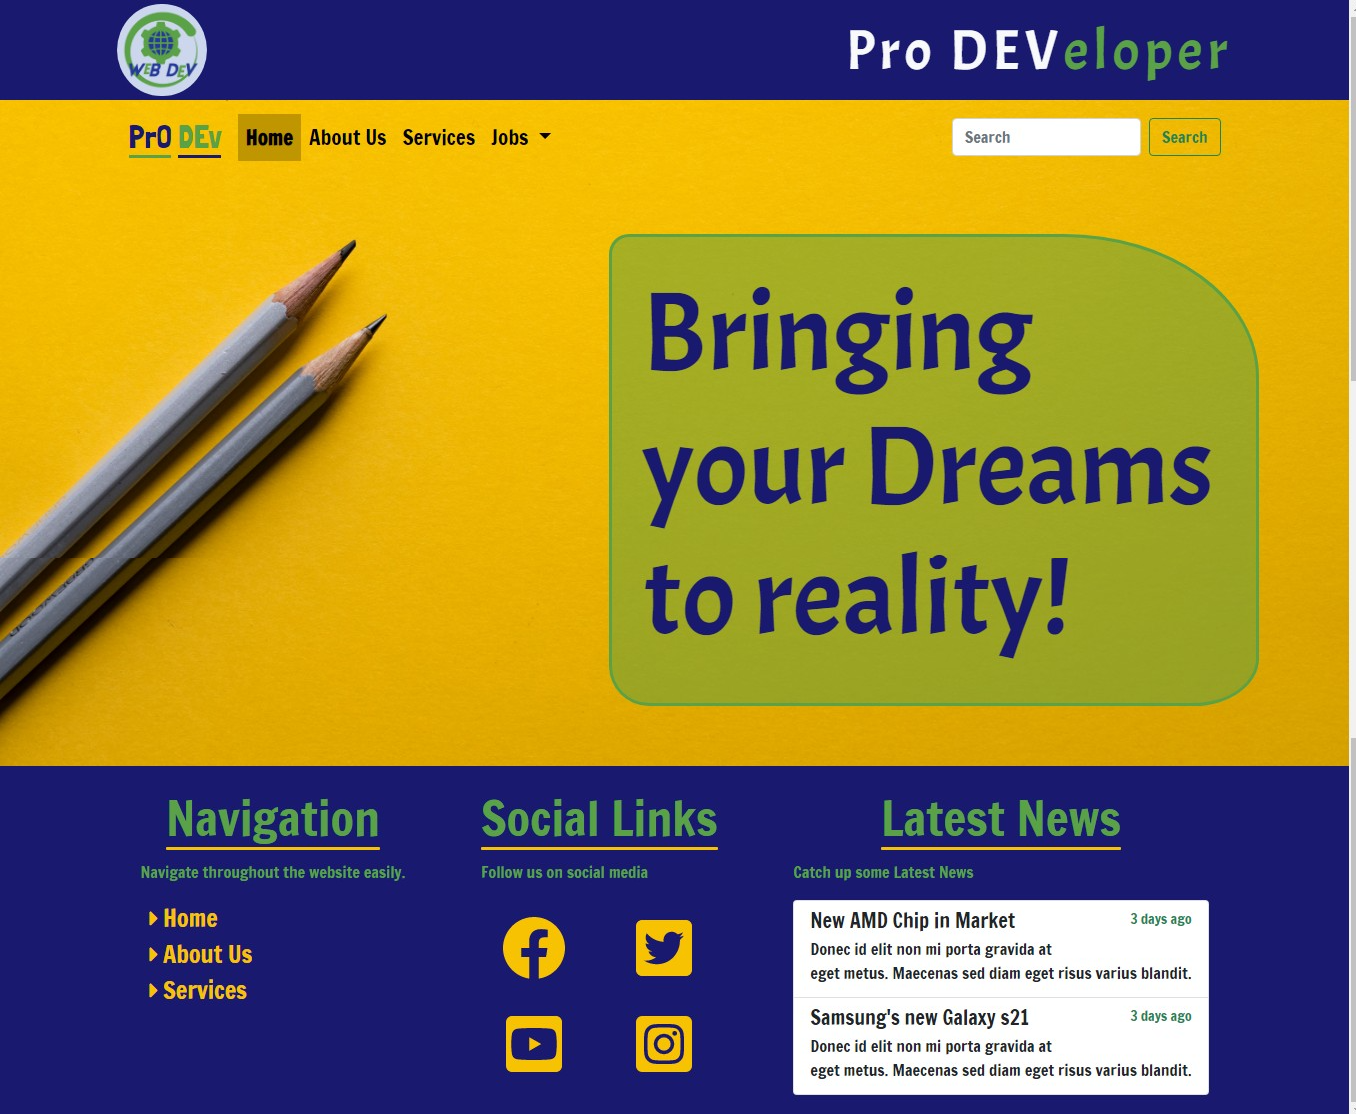 WEB DEV
Pro DEVeloper
PrO DEv
Home
About Us
Services
Jobs
Search
Search
Bringing
your Dreams
to reality!
Navigation
Navigate throughout the website easily.
Home
About Us
Services
Social Links
Follow us on social media
Latest News
Catch up some Latest News
New AMD Chip in Market
3 days ago
Donec id elit non mi porta gravida at
eget metus. Maecenas sed diam eget risus varius blandit.
Samsung's new Galaxy s21
3 days ago
Donec id elit non mi porta gravida at
eget metus. Maecenas sed diam eget risus varius blandit.